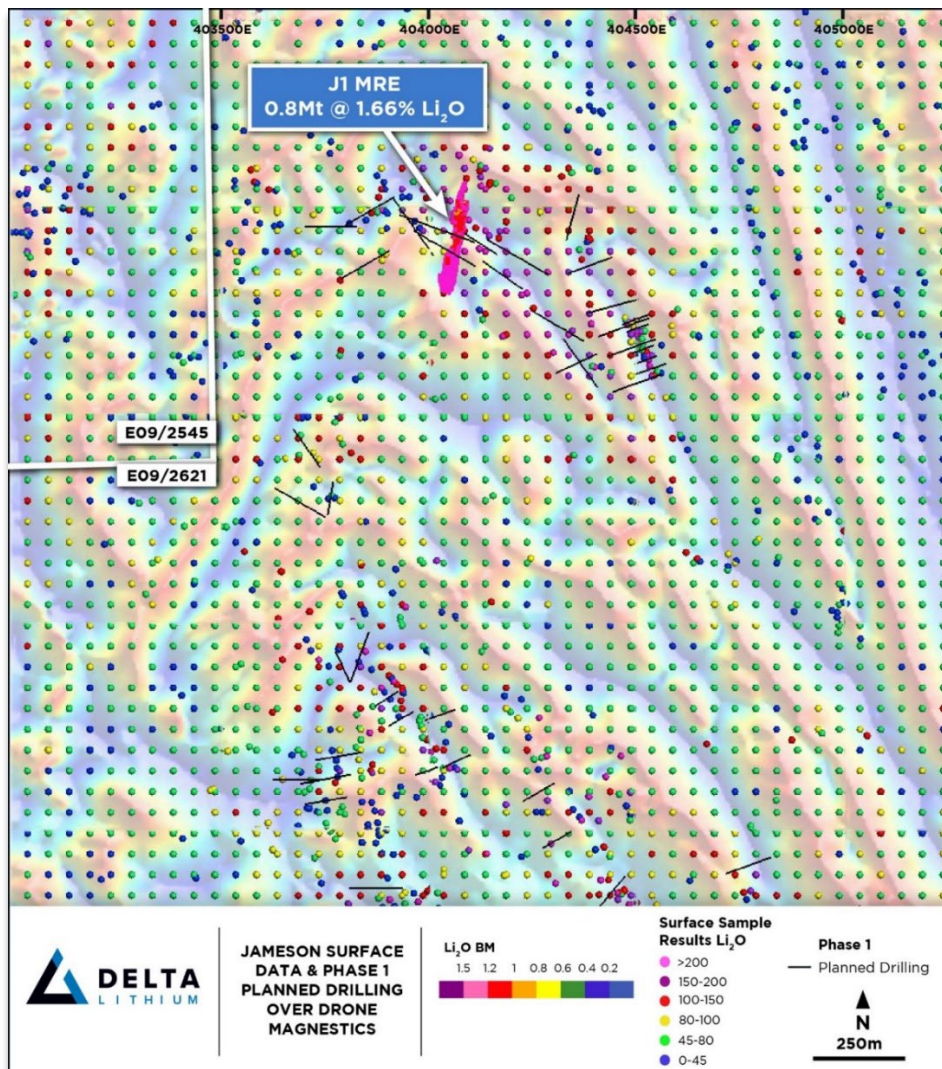 403500E 404000E 404500E 405000E
J1 MRE
0.8Mt @ 1.66% Li₂O
E09/2545
E09/2621
DELTA
LITHIUM
JAMESON SURFACE
DATA & PHASE 1
PLANNED DRILLING
OVER DRONE
MAGNESTICS
Li₂O BM
1.5 1.2 1 0.8 0.6 0.4 0.2
Surface Sample
Results Li₂O
>200
150-200
100-150
80-100
45-80
0-45
Phase 1
Planned Drilling
N
250m